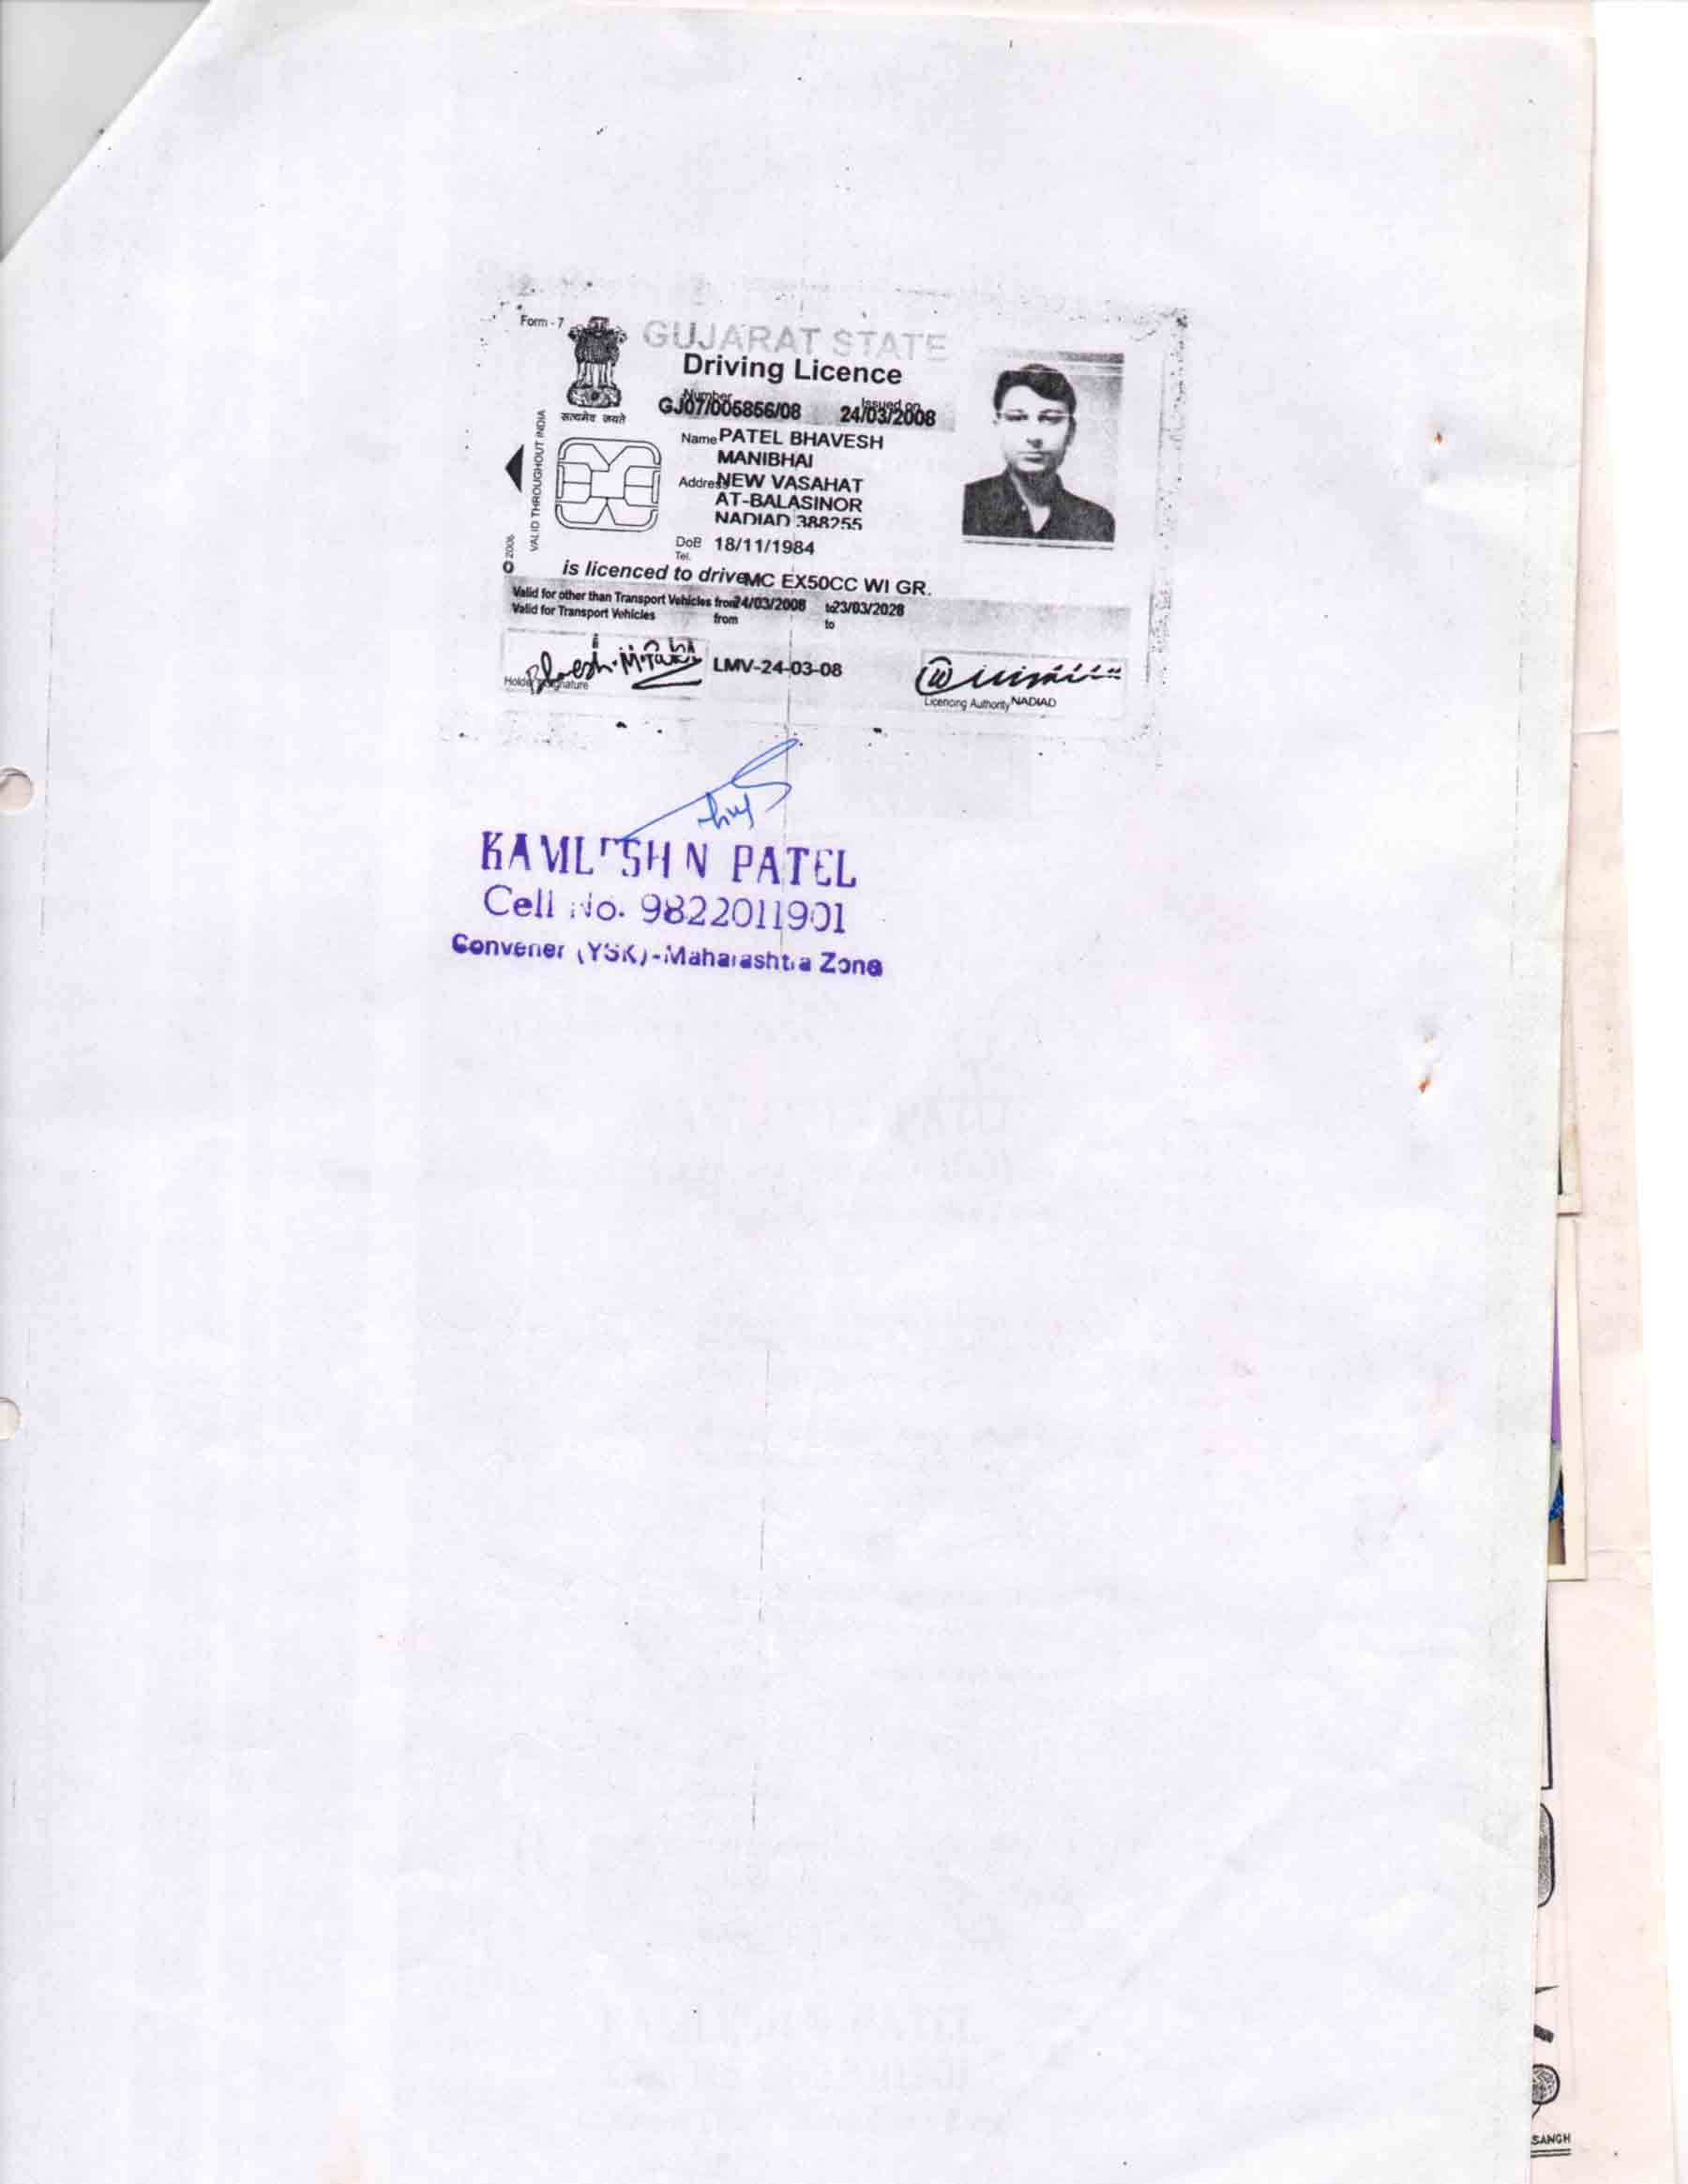 Form - 7
GUJARAT STATE
Driving Licence
सत्यमेव जयते
Number Issued on
GJ07/005856/08 24/03/2008
VALID THROUGHOUT INDIA
Name PATEL BHAVESH
MANIBHAI
Address NEW VASAHAT
AT-BALASINOR
NADIAD 388255
DoB 18/11/1984
Tel.
© 2006
is licenced to drive MC EX50CC WI GR.
Valid for other than Transport Vehicles from 24/03/2008 to 23/03/2028
Valid for Transport Vehicles from to
LMV-24-03-08
Holder's Signature
Licencing Authority NADIAD
KAMLESH N PATEL
Cell No. 9822011901
Convener (YSK)-Maharashtra Zone
SANGH